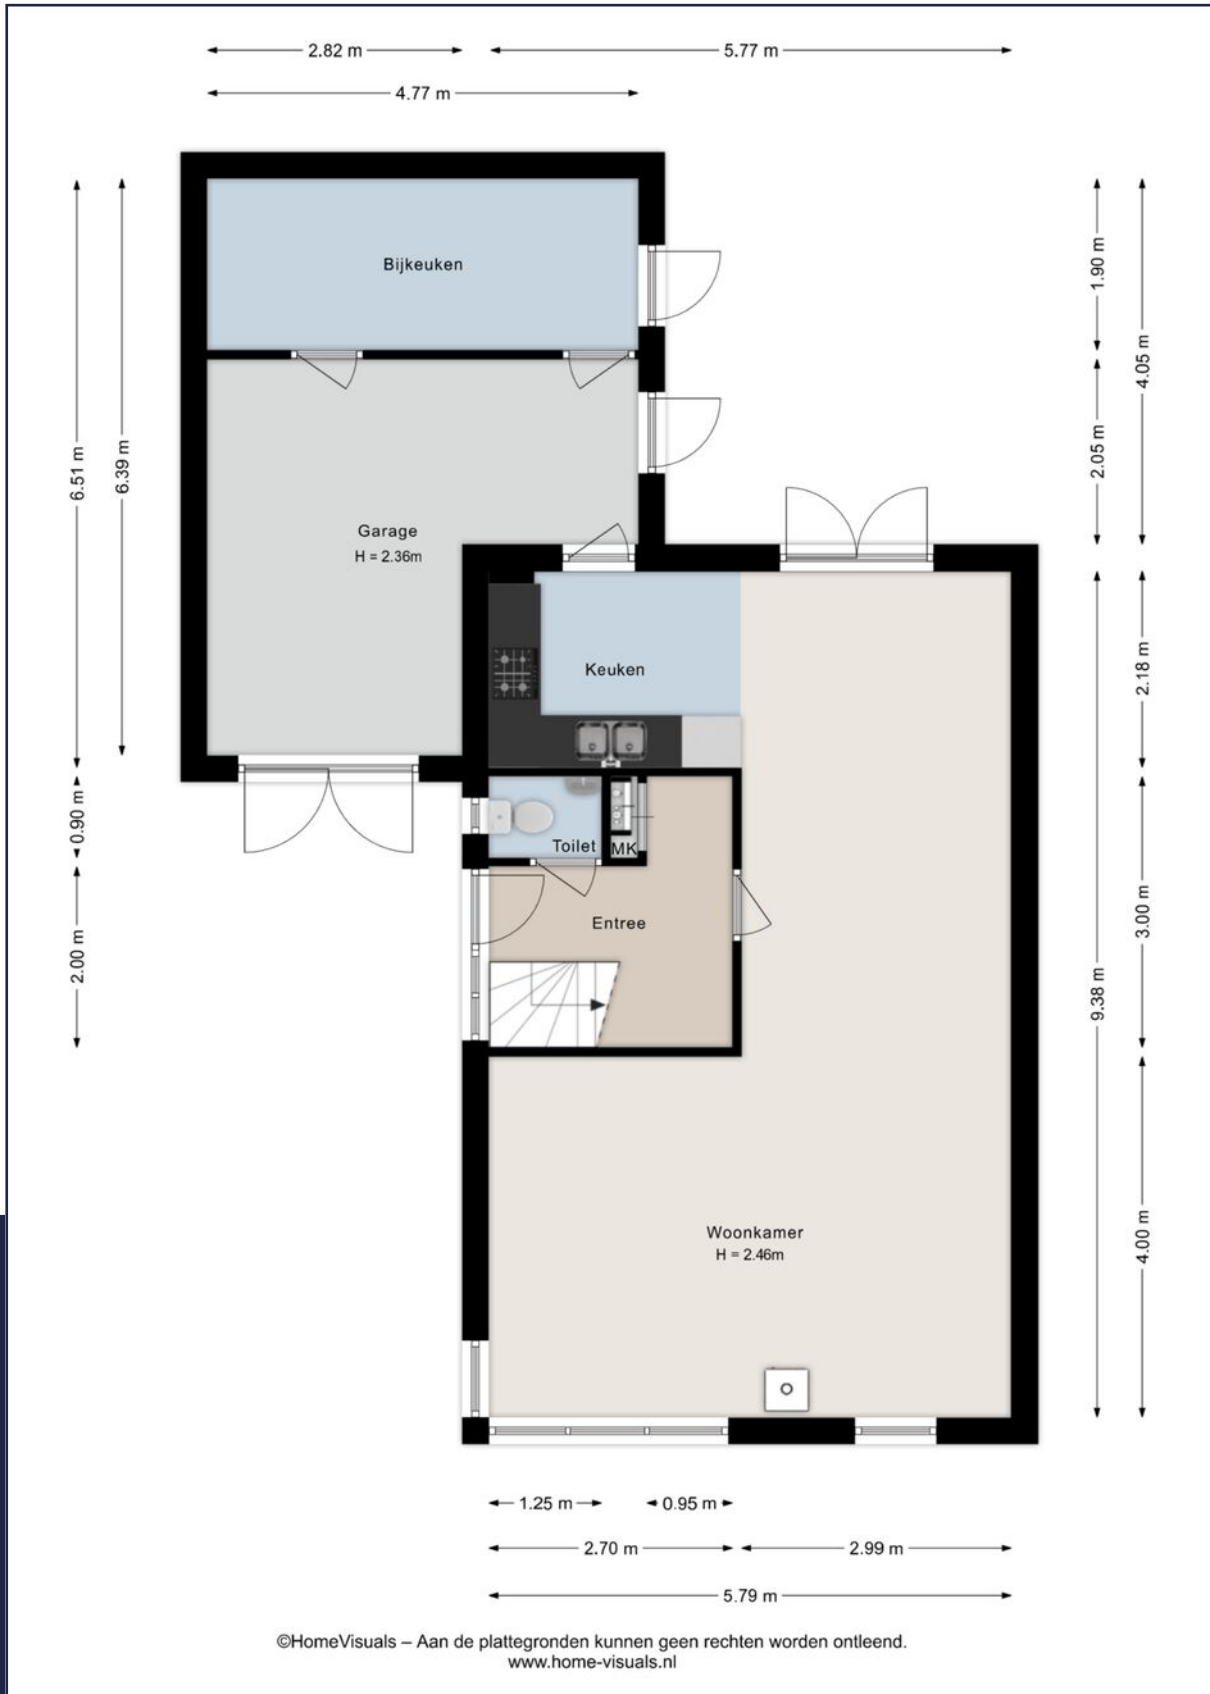 2.82 m
5.77 m
4.77 m
6.51 m
6.39 m
1.90 m
4.05 m
2.05 m
Bijkeuken
Garage
H = 2.36m
Keuken
2.18 m
0.90 m
2.00 m
Toilet
MK
Entree
3.00 m
9.38 m
4.00 m
Woonkamer
H = 2.46m
1.25 m
0.95 m
2.70 m
2.99 m
5.79 m
©HomeVisuals – Aan de plattegronden kunnen geen rechten worden ontleend.
www.home-visuals.nl